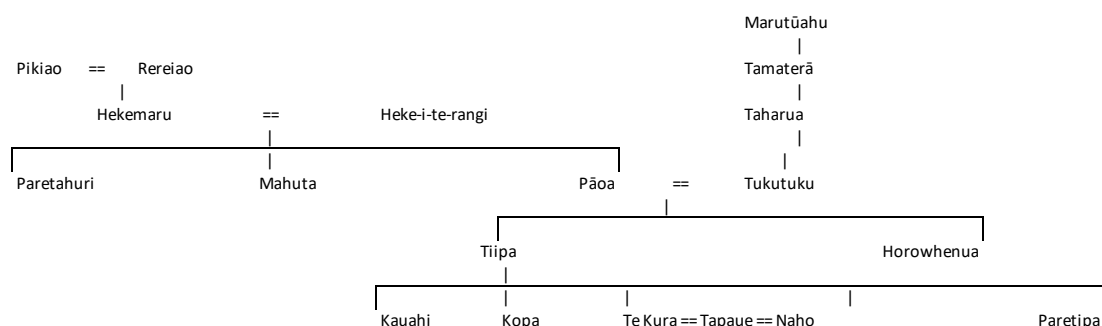 Marutūahu
Pikiao == Rereiao Tamaterā
Hekemaru == Heke-i-te-rangi Taharua
Paretahuri Mahuta Pāoa == Tukutuku
Tiipa Horowhenua
Kauahi Kopa Te Kura == Tapaue == Naho Paretipa